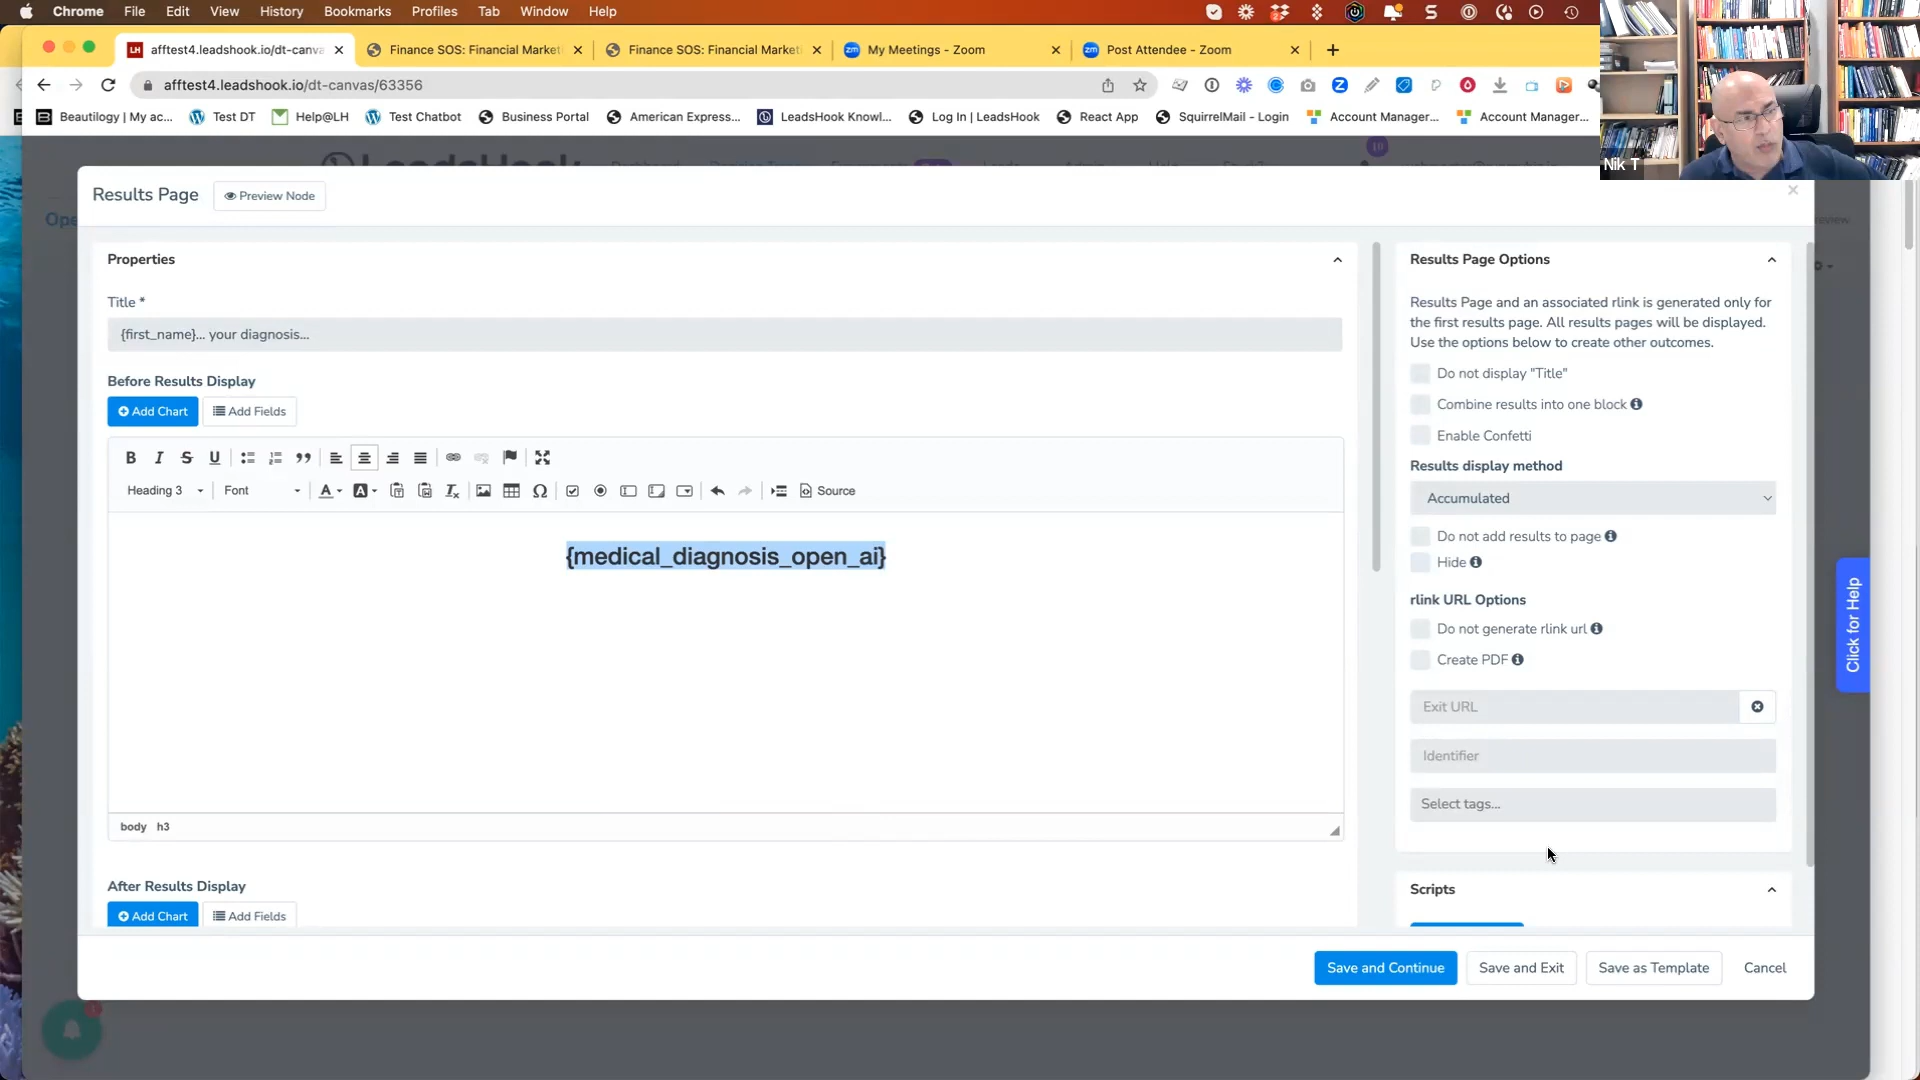 Chrome File Edit View History Bookmarks Profiles Tab Window Help
afftest4.leadshook.io/dt-canva
Finance SOS: Financial Market
Finance SOS: Financial Market
My Meetings - Zoom
Post Attendee - Zoom
afftest4.leadshook.io/dt-canvas/63356
Beautilogy | My ac...
Test DT
Help@LH
Test Chatbot
Business Portal
American Express...
LeadsHook Knowl...
Log In | LeadsHook
React App
SquirrelMail - Login
Account Manager...
Account Manager...
Nik T
10
Results Page
Preview Node
Properties
Title *
{first_name}... your diagnosis...
Before Results Display
Add Chart
Add Fields
Heading 3
Font
Source
{medical_diagnosis_open_ai}
body h3
After Results Display
Add Chart
Add Fields
Results Page Options
Results Page and an associated rlink is generated only for
the first results page. All results pages will be displayed.
Use the options below to create other outcomes.
Do not display "Title"
Combine results into one block
Enable Confetti
Results display method
Accumulated
Do not add results to page
Hide
rlink URL Options
Do not generate rlink url
Create PDF
Exit URL
Identifier
Select tags...
Scripts
Click for Help
Save and Continue
Save and Exit
Save as Template
Cancel